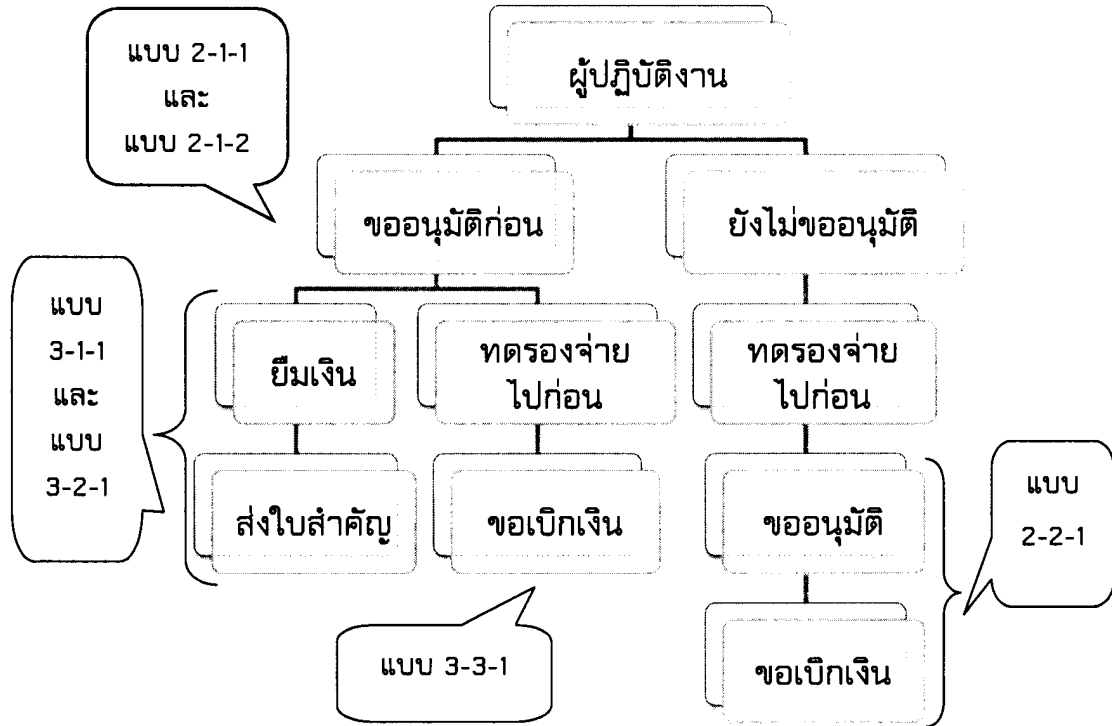 แบบ 2-1-1
และ
แบบ 2-1-2
ผู้ปฏิบัติงาน
ขออนุมัติก่อน
ยังไม่ขออนุมัติ
แบบ
3-1-1
และ
แบบ
3-2-1
ยืมเงิน
ทดรองจ่าย
ไปก่อน
ทดรองจ่าย
ไปก่อน
ส่งใบสำคัญ
ขอเบิกเงิน
ขออนุมัติ
แบบ
2-2-1
แบบ 3-3-1
ขอเบิกเงิน